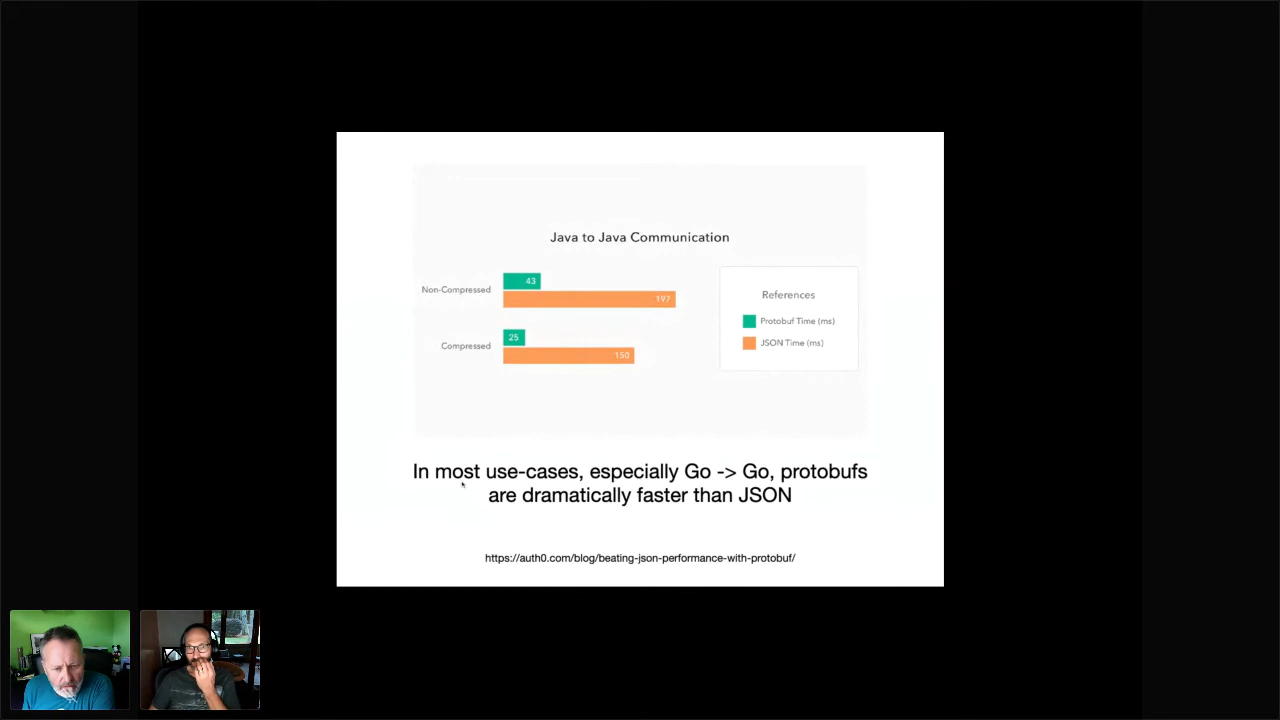 Java to Java Communication
Non-Compressed
43
197
Compressed
25
150
References
Protobuf Time (ms)
JSON Time (ms)
In most use-cases, especially Go -> Go, protobufs
are dramatically faster than JSON
https://auth0.com/blog/beating-json-performance-with-protobuf/